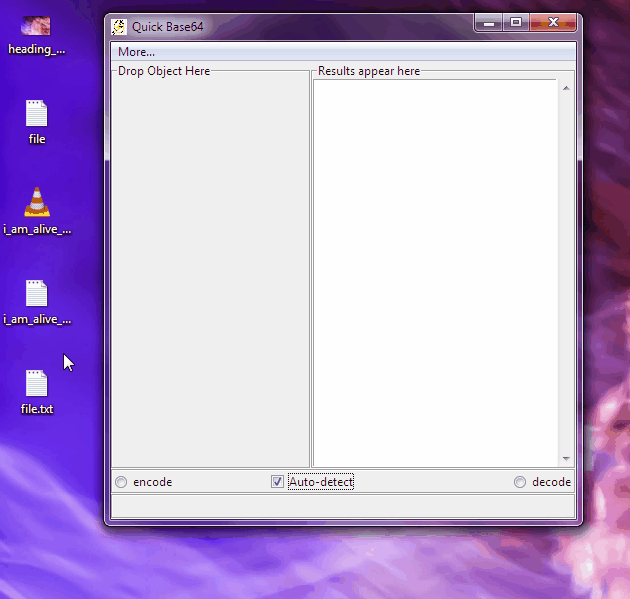 heading_...
file
i_am_alive_...
i_am_alive_...
file.txt
Quick Base64
More...
Drop Object Here
Results appear here
encode
Auto-detect
decode